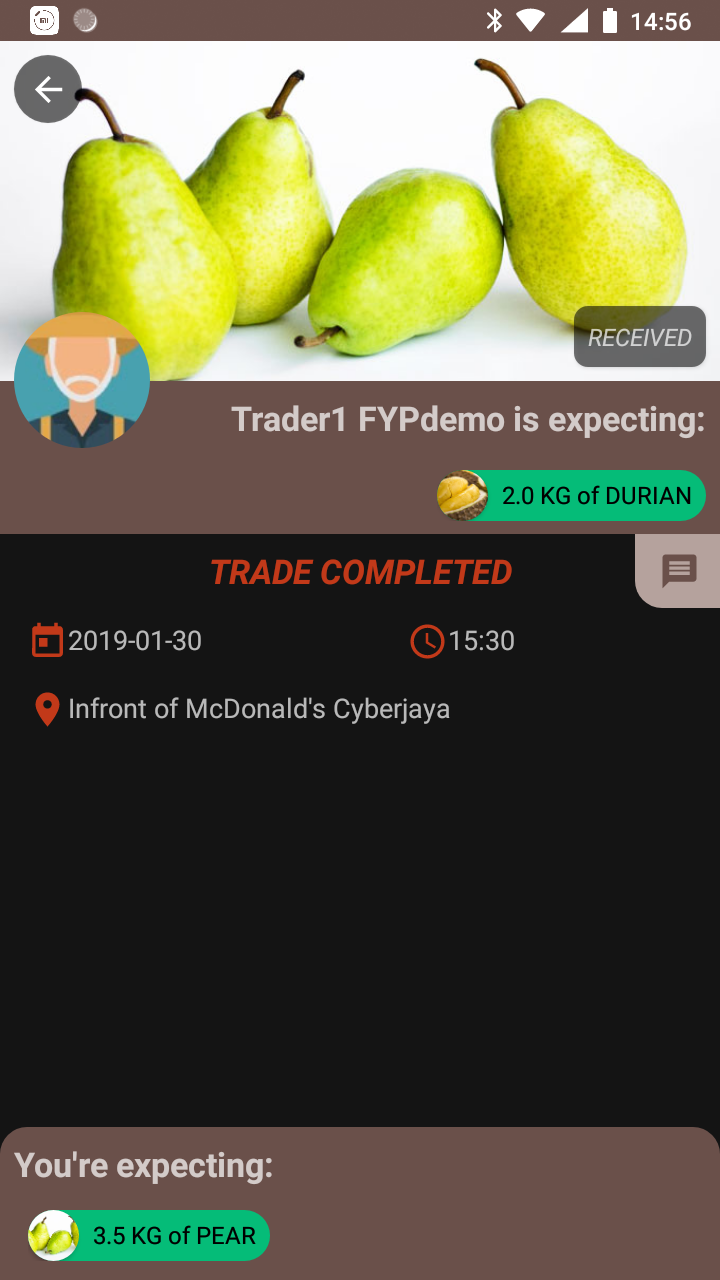 14:56
RECEIVED
Trader1 FYPdemo is expecting:
2.0 KG of DURIAN
TRADE COMPLETED
2019-01-30
15:30
Infront of McDonald's Cyberjaya
You're expecting:
3.5 KG of PEAR